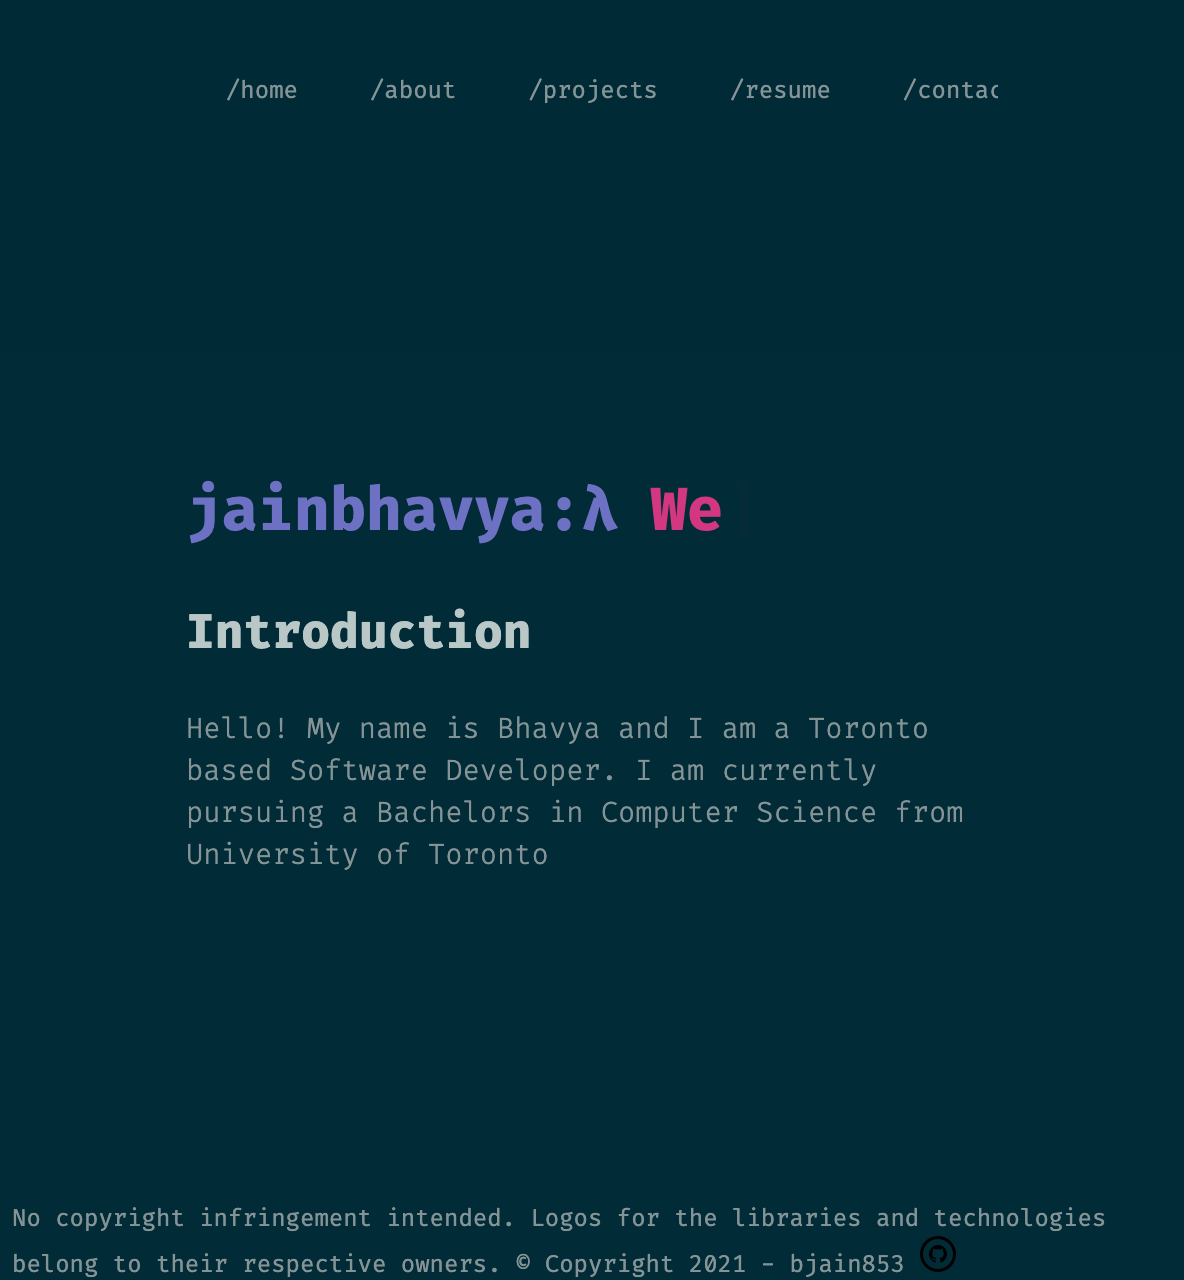 /home /about /projects /resume /contac
jainbhavya:λ We
Introduction
Hello! My name is Bhavya and I am a Toronto
based Software Developer. I am currently
pursuing a Bachelors in Computer Science from
University of Toronto
No copyright infringement intended. Logos for the libraries and technologies
belong to their respective owners. © Copyright 2021 - bjain853